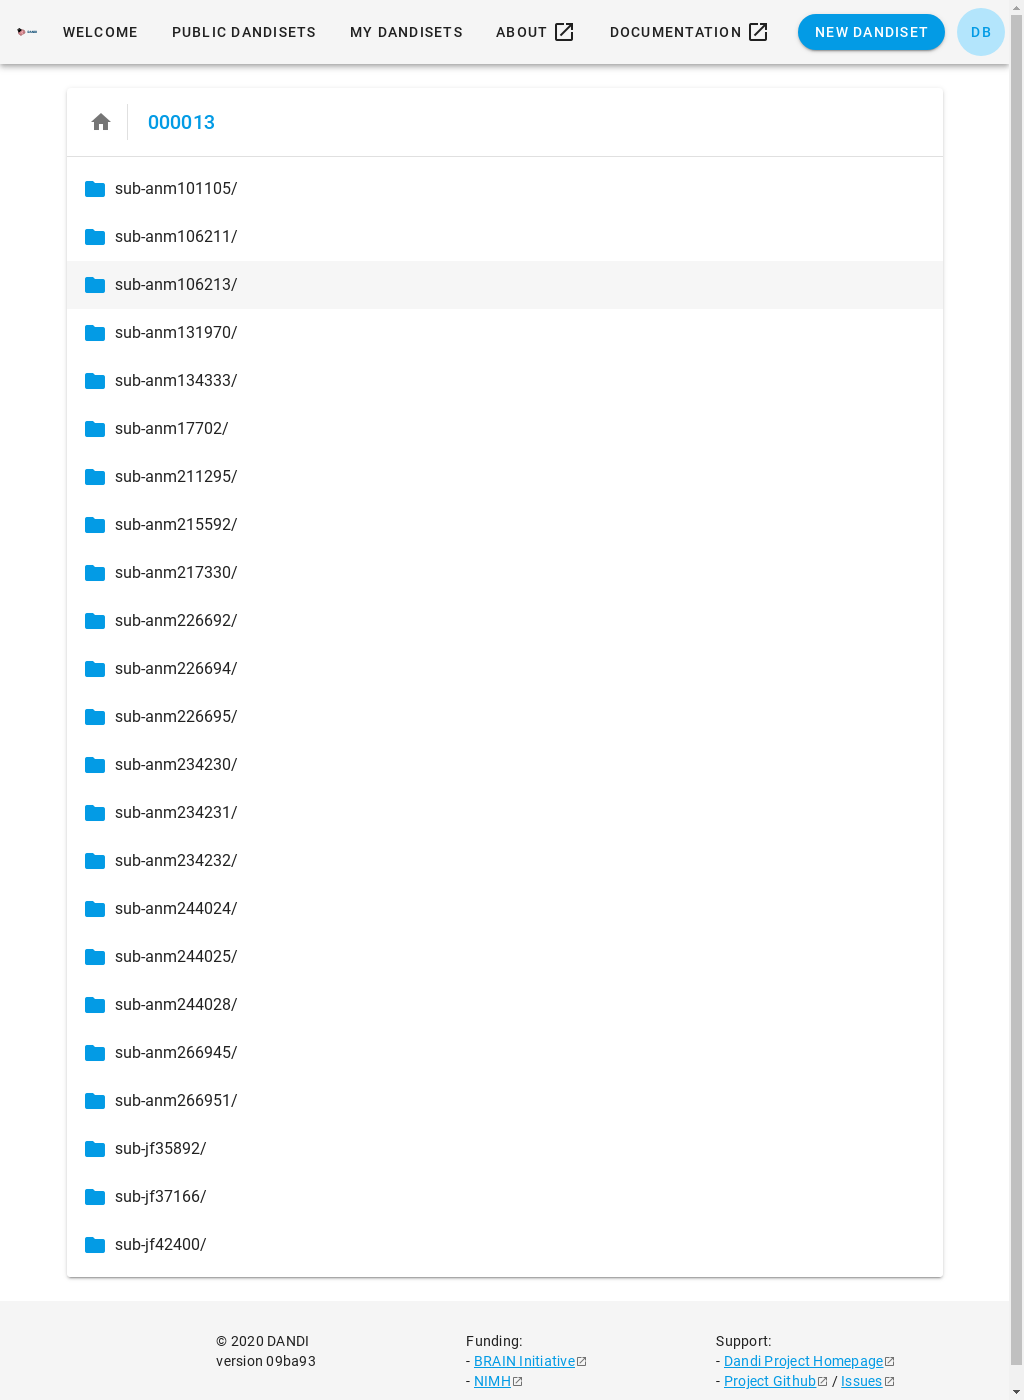 DANDI WELCOME PUBLIC DANDISETS MY DANDISETS ABOUT DOCUMENTATION NEW DANDISET DB
000013
sub-anm101105/
sub-anm106211/
sub-anm106213/
sub-anm131970/
sub-anm134333/
sub-anm17702/
sub-anm211295/
sub-anm215592/
sub-anm217330/
sub-anm226692/
sub-anm226694/
sub-anm226695/
sub-anm234230/
sub-anm234231/
sub-anm234232/
sub-anm244024/
sub-anm244025/
sub-anm244028/
sub-anm266945/
sub-anm266951/
sub-jf35892/
sub-jf37166/
sub-jf42400/
© 2020 DANDI
version 09ba93
Funding:
- BRAIN Initiative
- NIMH
Support:
- Dandi Project Homepage
- Project Github / Issues